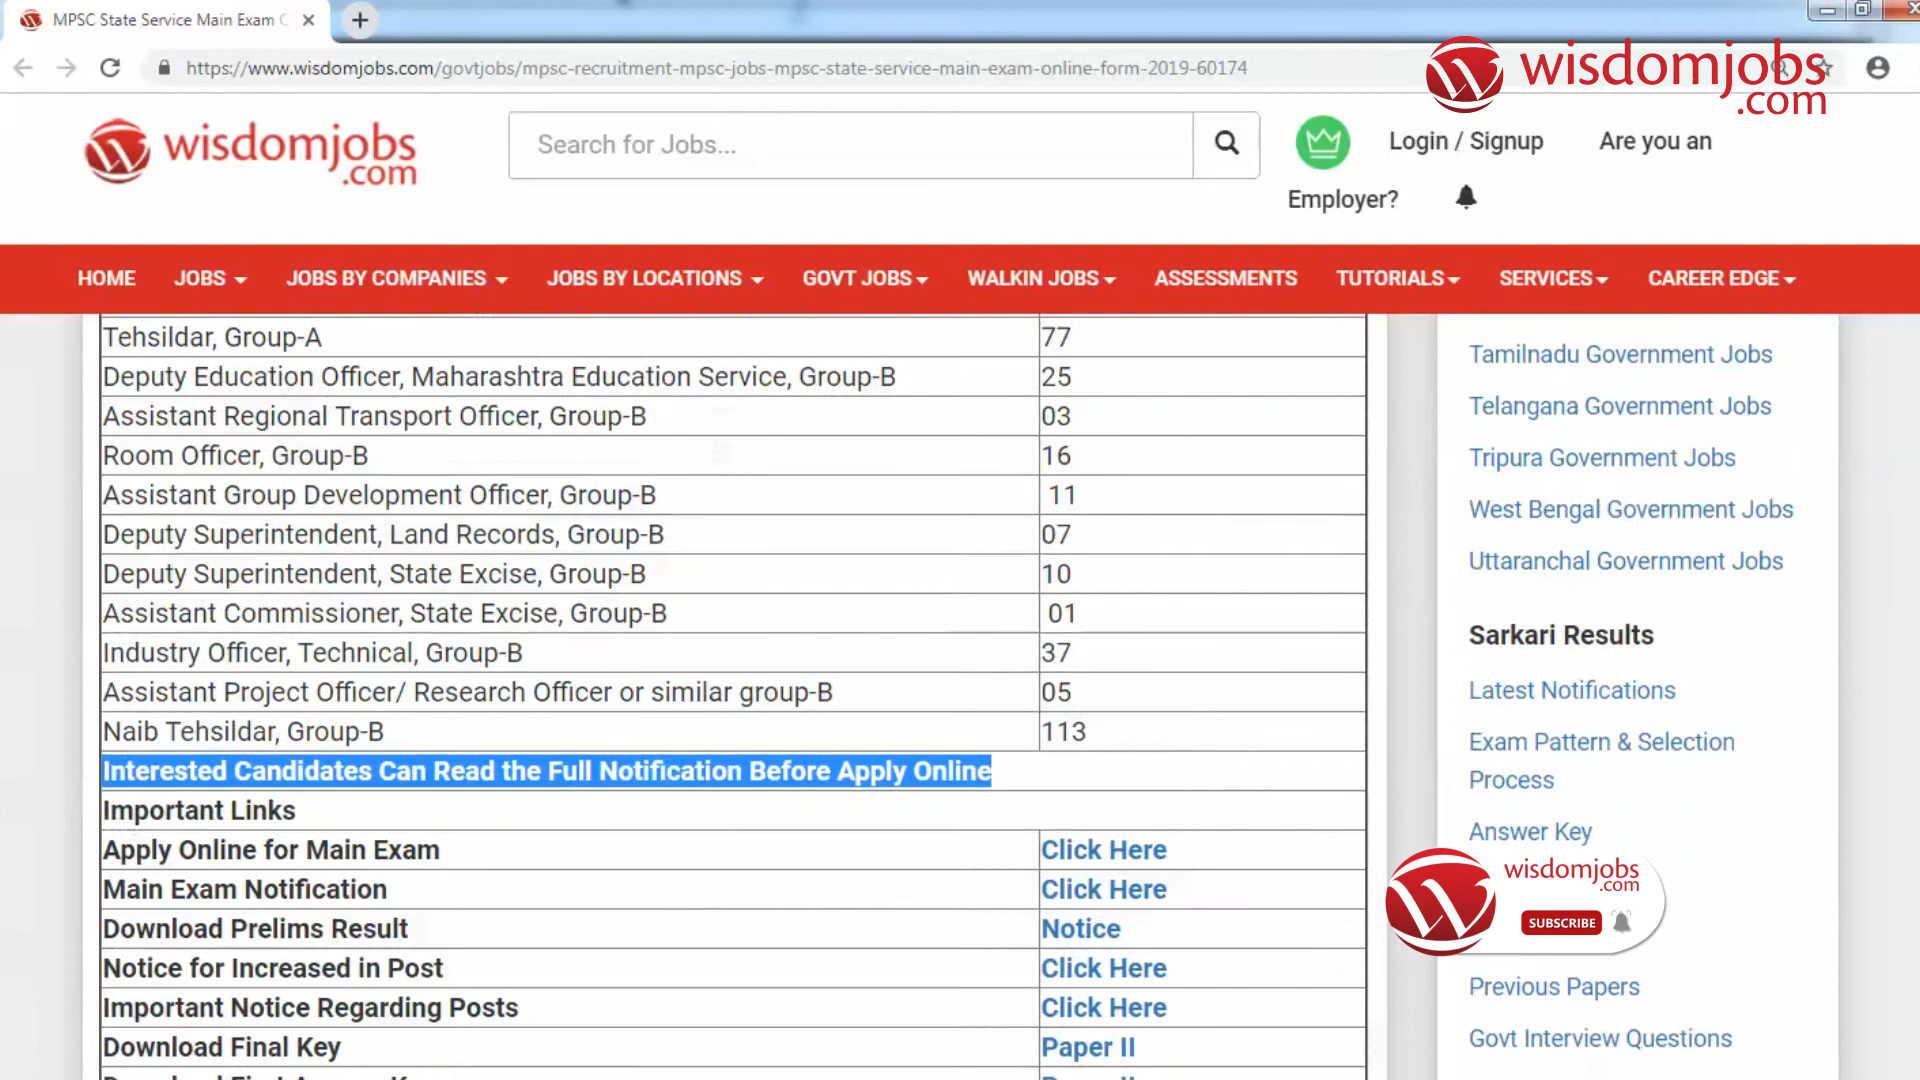 MPSC State Service Main Exam
https://www.wisdomjobs.com/govtjobs/mpsc-recruitment-mpsc-jobs-mpsc-state-service-main-exam-online-form-2019-60174
wisdomjobs
.com
wisdomjobs
.com
Search for Jobs...
Login / Signup
Are you an
Employer?
HOME
JOBS
JOBS BY COMPANIES
JOBS BY LOCATIONS
GOVT JOBS
WALKIN JOBS
ASSESSMENTS
TUTORIALS
SERVICES
CAREER EDGE
Tehsildar, Group-A 77
Deputy Education Officer, Maharashtra Education Service, Group-B 25
Assistant Regional Transport Officer, Group-B 03
Room Officer, Group-B 16
Assistant Group Development Officer, Group-B 11
Deputy Superintendent, Land Records, Group-B 07
Deputy Superintendent, State Excise, Group-B 10
Assistant Commissioner, State Excise, Group-B 01
Industry Officer, Technical, Group-B 37
Assistant Project Officer/ Research Officer or similar group-B 05
Naib Tehsildar, Group-B 113
Interested Candidates Can Read the Full Notification Before Apply Online
Important Links
Apply Online for Main Exam Click Here
Main Exam Notification Click Here
Download Prelims Result Notice
Notice for Increased in Post Click Here
Important Notice Regarding Posts Click Here
Download Final Key Paper II
Tamilnadu Government Jobs
Telangana Government Jobs
Tripura Government Jobs
West Bengal Government Jobs
Uttaranchal Government Jobs
Sarkari Results
Latest Notifications
Exam Pattern & Selection
Process
Answer Key
wisdomjobs
.com
SUBSCRIBE
Previous Papers
Govt Interview Questions